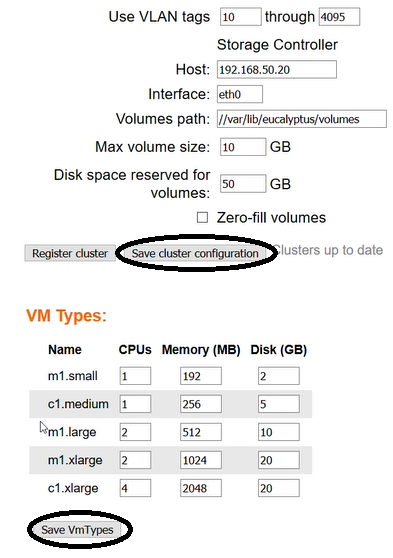 Use VLAN tags 10 through 4095
Storage Controller
Host: 192.168.50.20
Interface: eth0
Volumes path: //var/lib/eucalyptus/volumes
Max volume size: 10 GB
Disk space reserved for
volumes: 50 GB
Zero-fill volumes
Register cluster Save cluster configuration Clusters up to date
VM Types:
Name CPUs Memory (MB) Disk (GB)
m1.small 1 192 2
c1.medium 1 256 5
m1.large 2 512 10
m1.xlarge 2 1024 20
c1.xlarge 4 2048 20
Save VmTypes